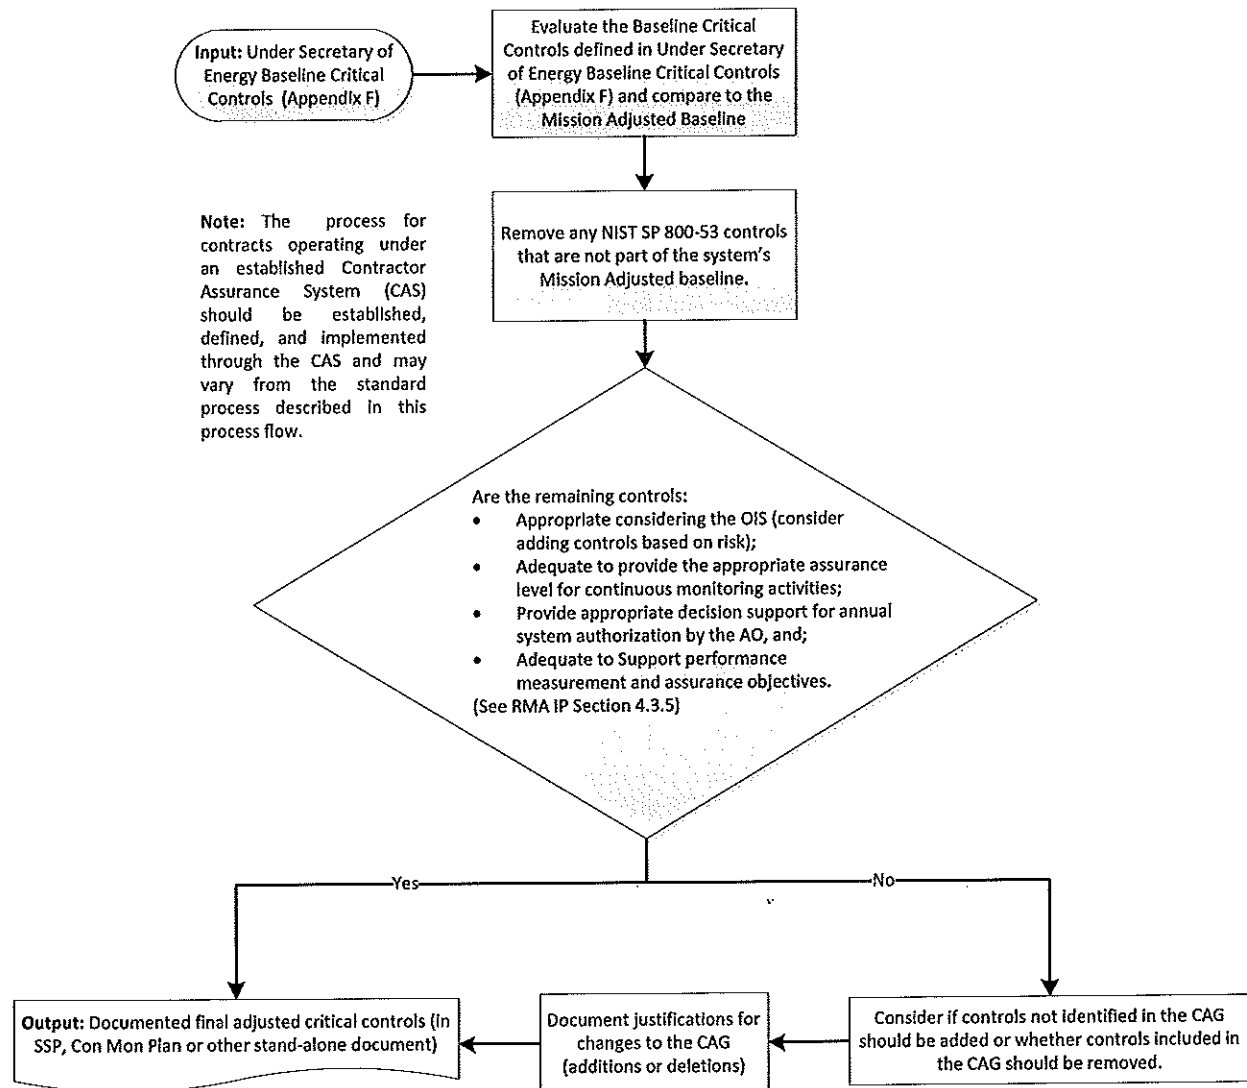 Input: Under Secretary of
Energy Baseline Critical
Controls (Appendix F)
Evaluate the Baseline Critical
Controls defined in Under Secretary
of Energy Baseline Critical Controls
(Appendix F) and compare to the
Mission Adjusted Baseline
Note: The process for
contracts operating under
an established Contractor
Assurance System (CAS)
should be established,
defined, and implemented
through the CAS and may
vary from the standard
process described in this
process flow.
Remove any NIST SP 800-53 controls
that are not part of the system's
Mission Adjusted baseline.
Are the remaining controls:
• Appropriate considering the OIS (consider
adding controls based on risk);
• Adequate to provide the appropriate assurance
level for continuous monitoring activities;
• Provide appropriate decision support for annual
system authorization by the AO, and;
• Adequate to Support performance
measurement and assurance objectives.
(See RMA IP Section 4.3.5)
Yes
No
Output: Documented final adjusted critical controls (in
SSP, Con Mon Plan or other stand-alone document)
Document justifications for
changes to the CAG
(additions or deletions)
Consider if controls not identified in the CAG
should be added or whether controls included
in the CAG should be removed.